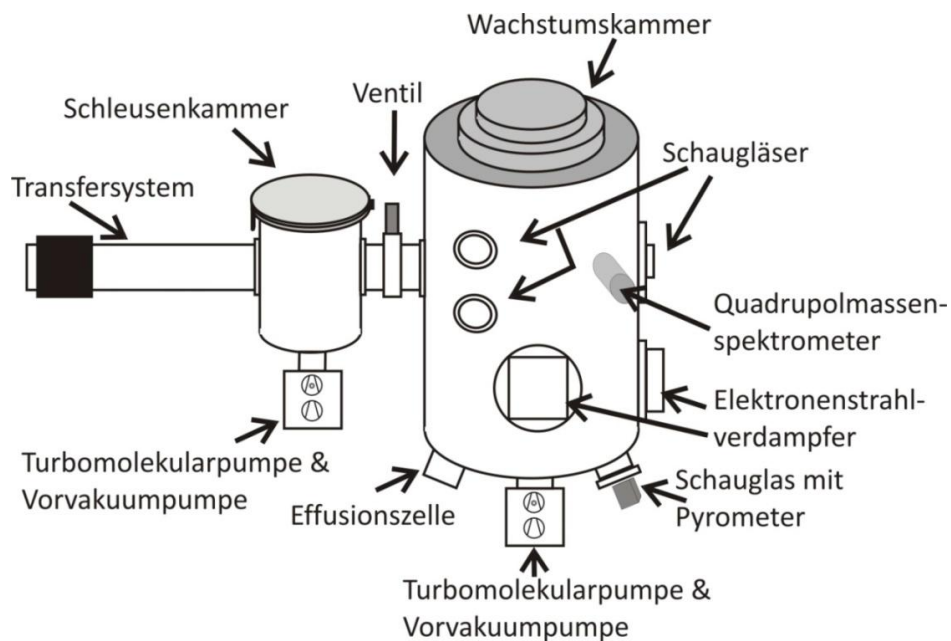 Wachstumskammer
Ventil
Schleusenkammer
Schaugläser
Transfersystem
Quadrupolmassen-
spektrometer
Elektronenstrahl-
verdampfer
Turbomolekularpumpe &
Vorvakuumpumpe
Effusionszelle
Schauglas mit
Pyrometer
Turbomolekularpumpe &
Vorvakuumpumpe